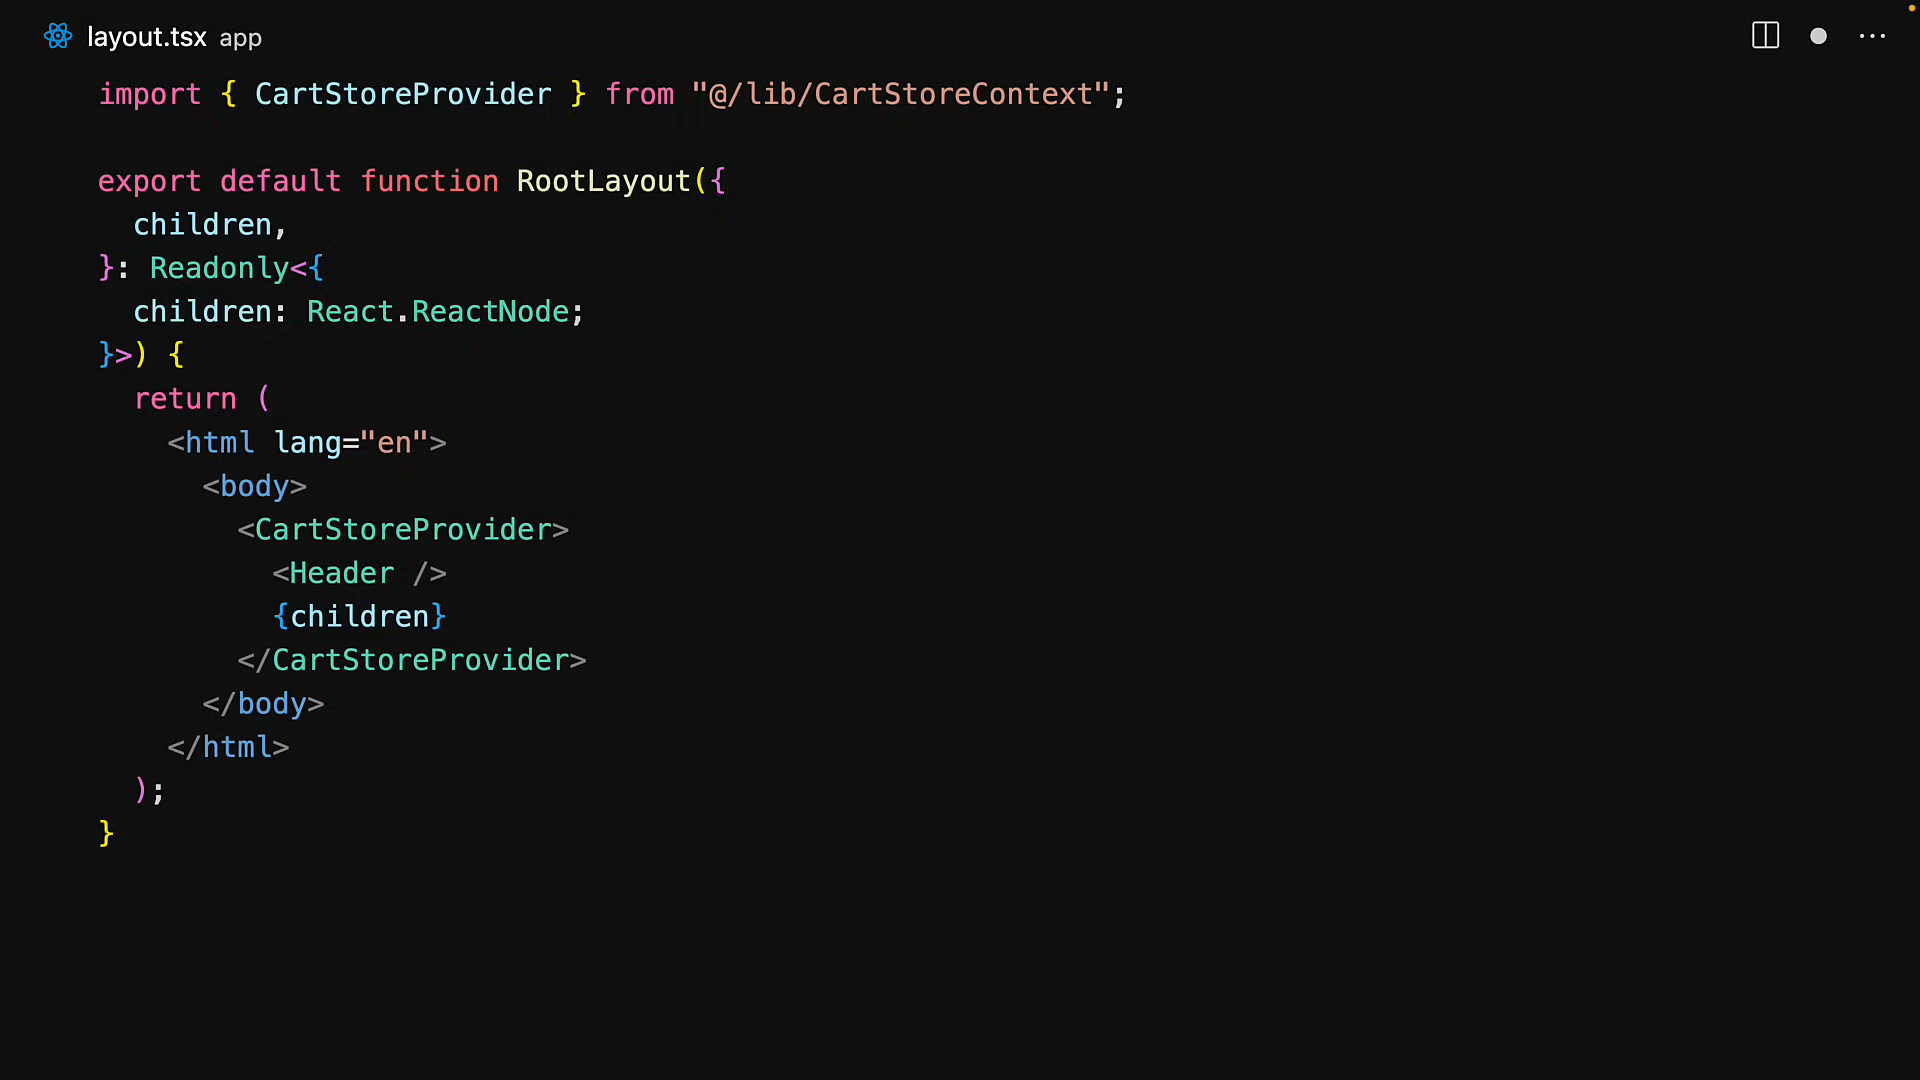 layout.tsx app
import { CartStoreProvider } from "@/lib/CartStoreContext";
export default function RootLayout({
  children,
}: Readonly<{
  children: React.ReactNode;
}>) {
  return (
    <html lang="en">
      <body>
        <CartStoreProvider>
          <Header />
          {children}
        </CartStoreProvider>
      </body>
    </html>
  );
}